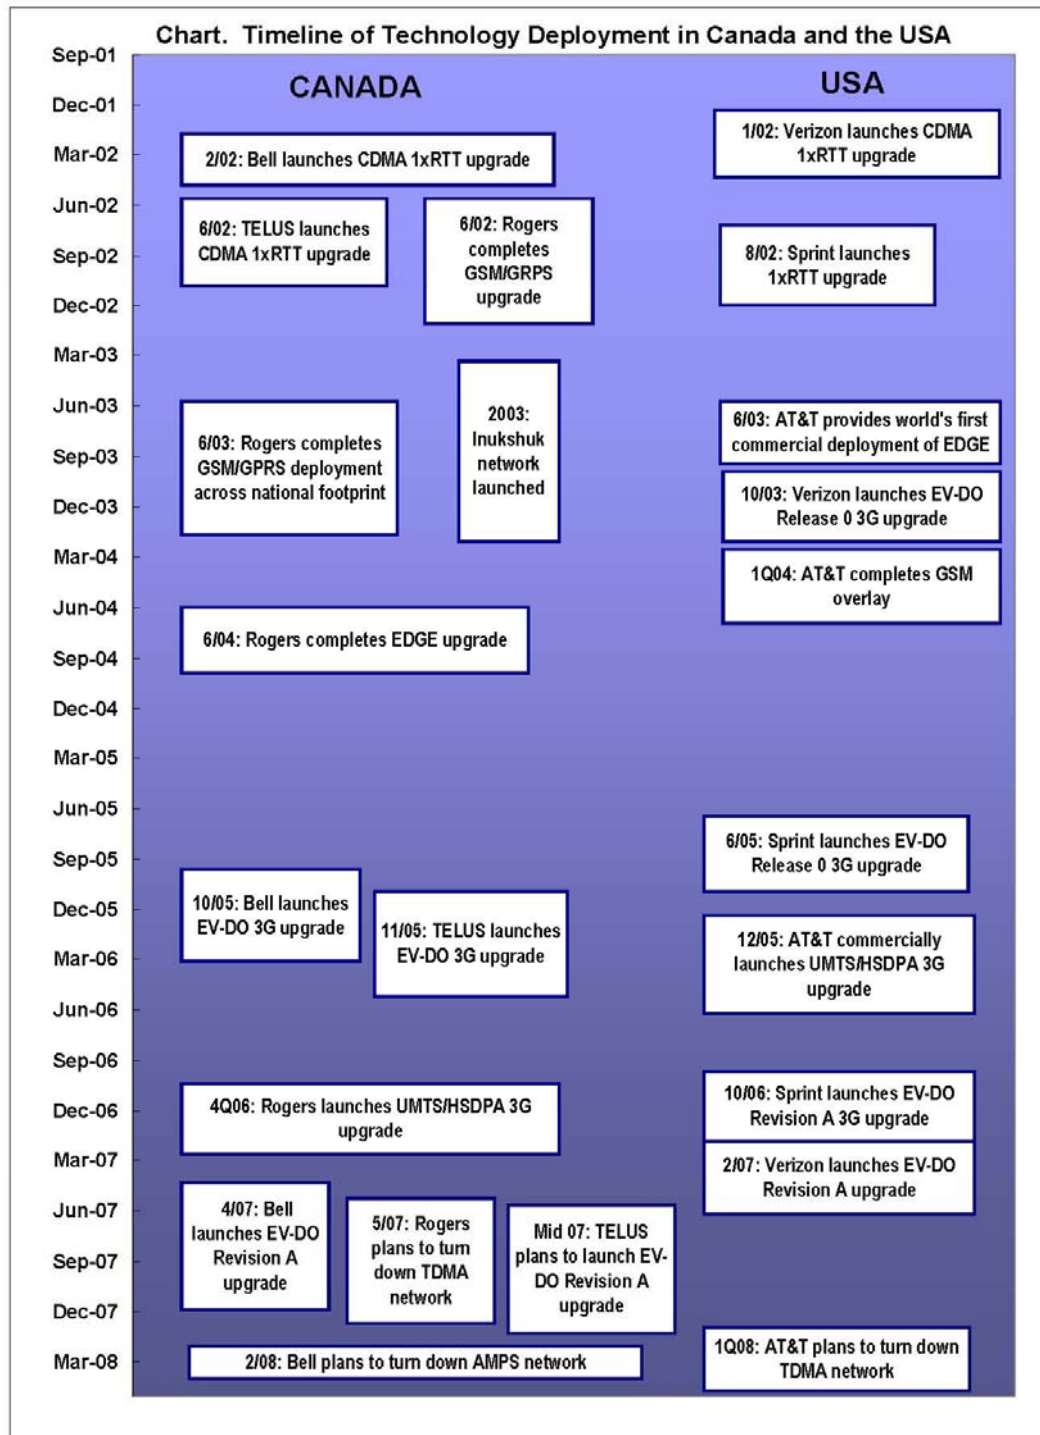 Chart.  Timeline of Technology Deployment in Canada and the USA
Sep-01
Dec-01
Mar-02
Jun-02
Sep-02
Dec-02
Mar-03
Jun-03
Sep-03
Dec-03
Mar-04
Jun-04
Sep-04
Dec-04
Mar-05
Jun-05
Sep-05
Dec-05
Mar-06
Jun-06
Sep-06
Dec-06
Mar-07
Jun-07
Sep-07
Dec-07
Mar-08
CANADA
2/02: Bell launches CDMA 1xRTT upgrade
6/02: TELUS launches
CDMA 1xRTT upgrade
6/02: Rogers
completes
GSM/GRPS
upgrade
2003:
Inukshuk
network
launched
6/03: Rogers completes
GSM/GPRS deployment
across national footprint
6/04: Rogers completes EDGE upgrade
10/05: Bell launches
EV-DO 3G upgrade
11/05: TELUS launches
EV-DO 3G upgrade
4Q06: Rogers launches UMTS/HSDPA 3G
upgrade
4/07: Bell
launches EV-DO
Revision A
upgrade
5/07: Rogers
plans to turn
down TDMA
network
Mid 07: TELUS
plans to launch EV-
DO Revision A
upgrade
2/08: Bell plans to turn down AMPS network
USA
1/02: Verizon launches CDMA
1xRTT upgrade
8/02: Sprint launches
1xRTT upgrade
6/03: AT&T provides world's first
commercial deployment of EDGE
10/03: Verizon launches EV-DO
Release 0 3G upgrade
1Q04: AT&T completes GSM
overlay
6/05: Sprint launches EV-DO
Release 0 3G upgrade
12/05: AT&T commercially
launches UMTS/HSDPA 3G
upgrade
10/06: Sprint launches EV-DO
Revision A 3G upgrade
2/07: Verizon launches EV-DO
Revision A upgrade
1Q08: AT&T plans to turn down
TDMA network